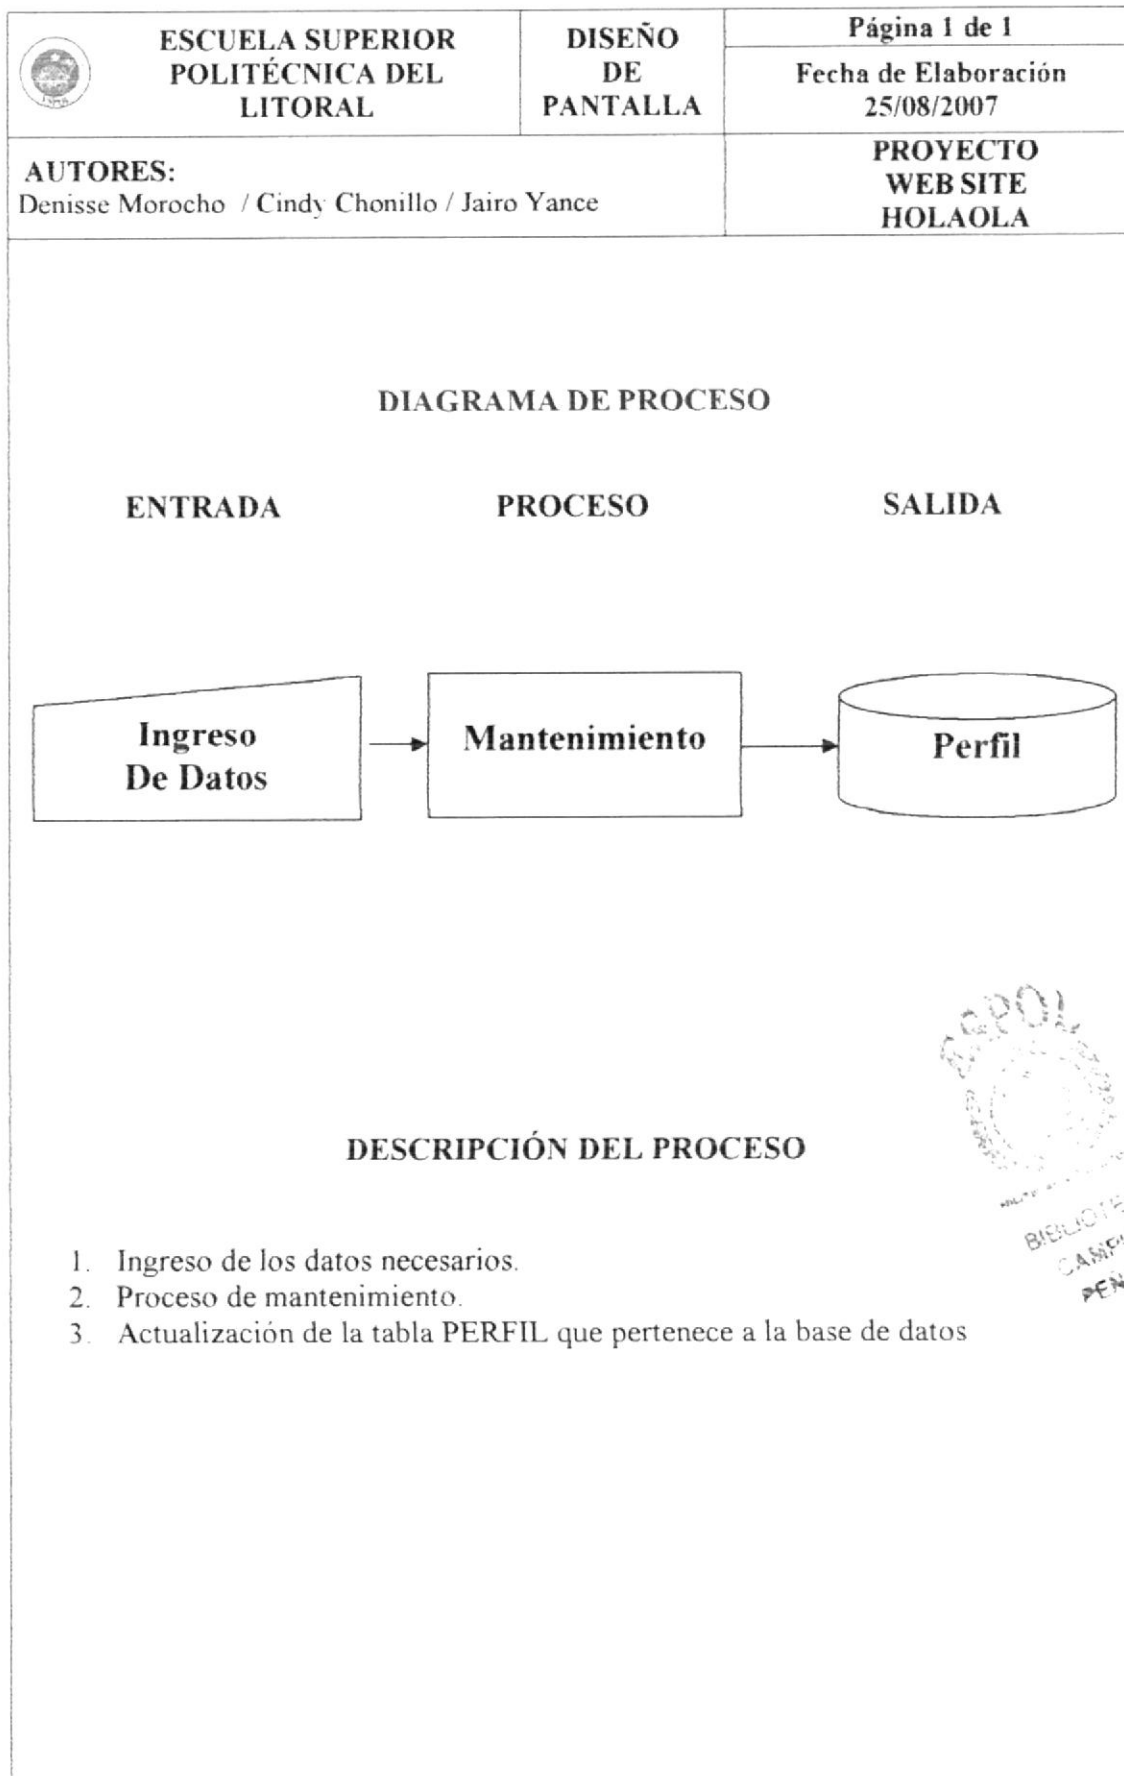 ESCUELA SUPERIOR
POLITÉCNICA DEL
LITORAL
DISEÑO
DE
PANTALLA
Página 1 de 1
Fecha de Elaboración
25/08/2007
AUTORES:
Denisse Morocho / Cindy Chonillo / Jairo Yance
PROYECTO
WEB SITE
HOLAOLA
DIAGRAMA DE PROCESO
ENTRADA PROCESO SALIDA
Ingreso
De Datos
Mantenimiento
Perfil
ESPOL
DESCRIPCIÓN DEL PROCESO
1. Ingreso de los datos necesarios.
2. Proceso de mantenimiento.
3. Actualización de la tabla PERFIL que pertenece a la base de datos